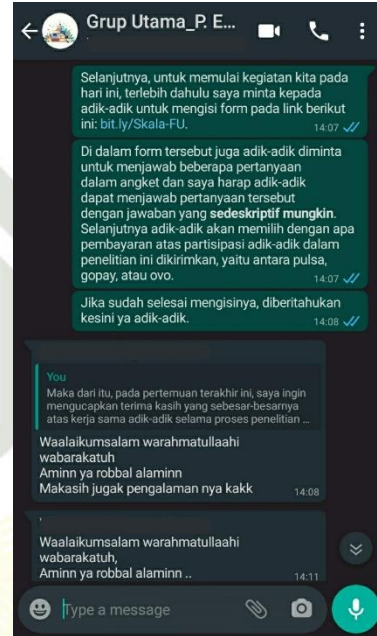 Grup Utama_P. E...
Selanjutnya, untuk memulai kegiatan kita pada
hari ini, terlebih dahulu saya minta kepada
adik-adik untuk mengisi form pada link berikut
ini: bit.ly/Skala-FU.
14:07
Di dalam form tersebut juga adik-adik diminta
untuk menjawab beberapa pertanyaan
dalam angket dan saya harap adik-adik
dapat menjawab pertanyaan tersebut
dengan jawaban yang sedeskriptif mungkin.
Selanjutnya adik-adik akan memilih dengan apa
pembayaran atas partisipasi adik-adik dalam
penelitian ini dikirimkan, yaitu antara pulsa,
gopay, atau ovo.
14:07
Jika sudah selesai mengisinya, diberitahukan
kesini ya adik-adik.
14:08
You
Maka dari itu, pada pertemuan terakhir ini, saya ingin
mengucapkan terima kasih yang sebesar-besarnya
atas kerja sama adik-adik selama proses penelitian ...
Waalaikumsalam warahmatullaahi
wabarakatuh
Aminn ya robbal alaminn
Makasih jugak pengalaman nya kakk
14:08
Waalaikumsalam warahmatullaahi
wabarakatuh,
Aminn ya robbal alaminn ..
14:11
Type a message